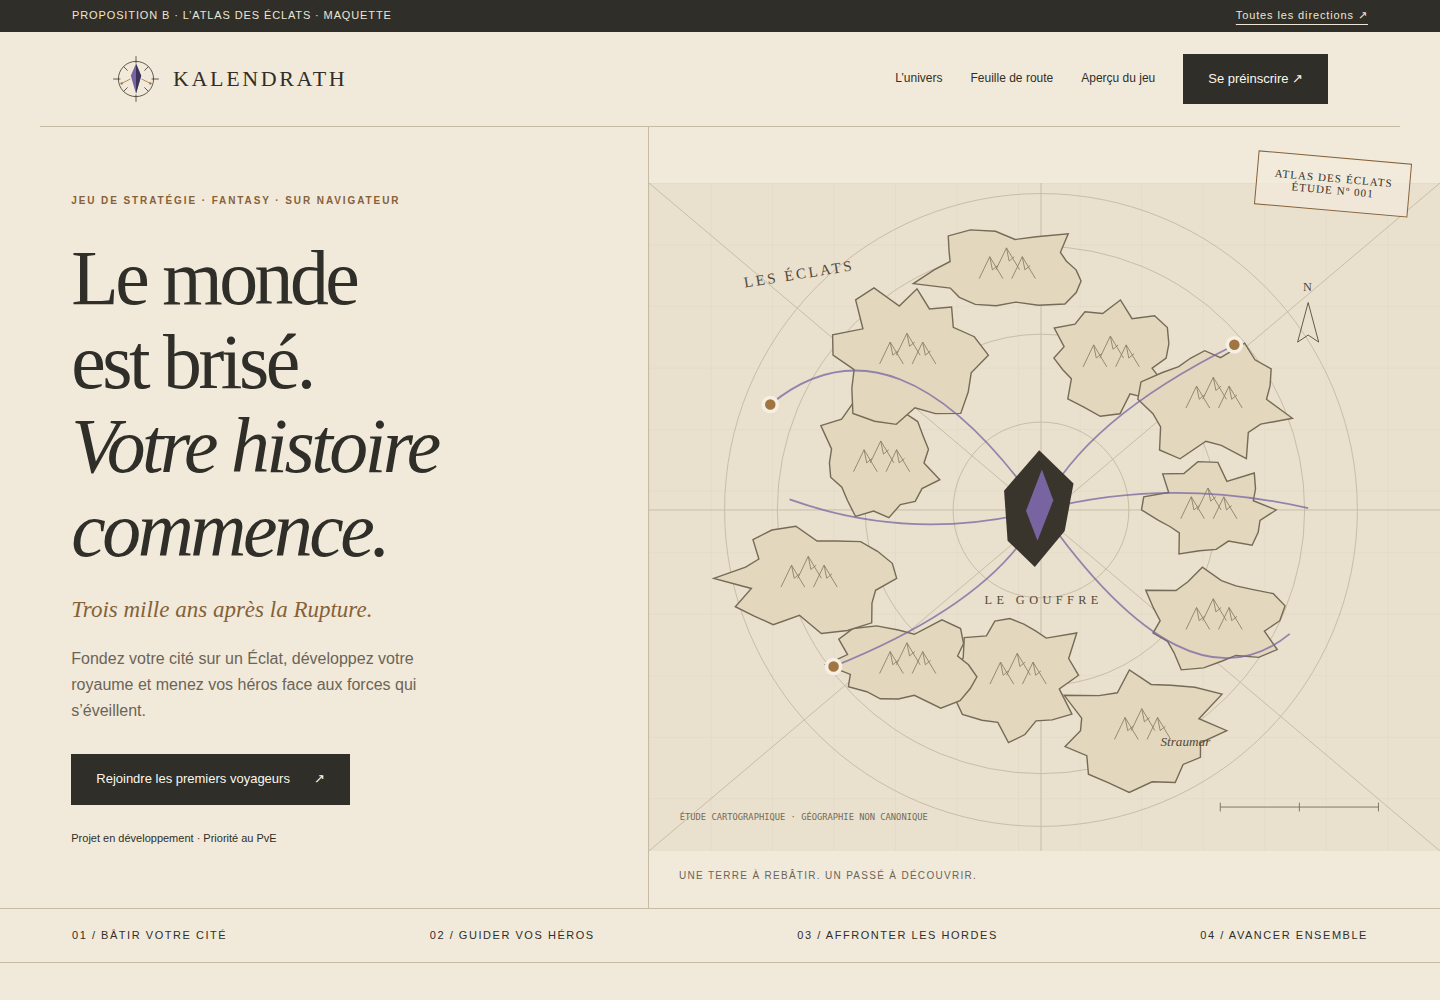 PROPOSITION B · L'ATLAS DES ÉCLATS · MAQUETTE
Toutes les directions ↗
KALENDRATH
L'univers
Feuille de route
Aperçu du jeu
Se préinscrire ↗
JEU DE STRATÉGIE · FANTASY · SUR NAVIGATEUR
Le monde
est brisé.
Votre histoire
commence.
Trois mille ans après la Rupture.
Fondez votre cité sur un Éclat, développez votre
royaume et menez vos héros face aux forces qui
s’éveillent.
Rejoindre les premiers voyageurs ↗
Projet en développement · Priorité au PvE
ATLAS DES ÉCLATS
ÉTUDE N° 001
LES ÉCLATS
N
LE GOUFFRE
Straumar
ÉTUDE CARTOGRAPHIQUE · GÉOGRAPHIE NON CANONIQUE
UNE TERRE À REBÂTIR. UN PASSÉ À DÉCOUVRIR.
01 / BÂTIR VOTRE CITÉ
02 / GUIDER VOS HÉROS
03 / AFFRONTER LES HORDES
04 / AVANCER ENSEMBLE